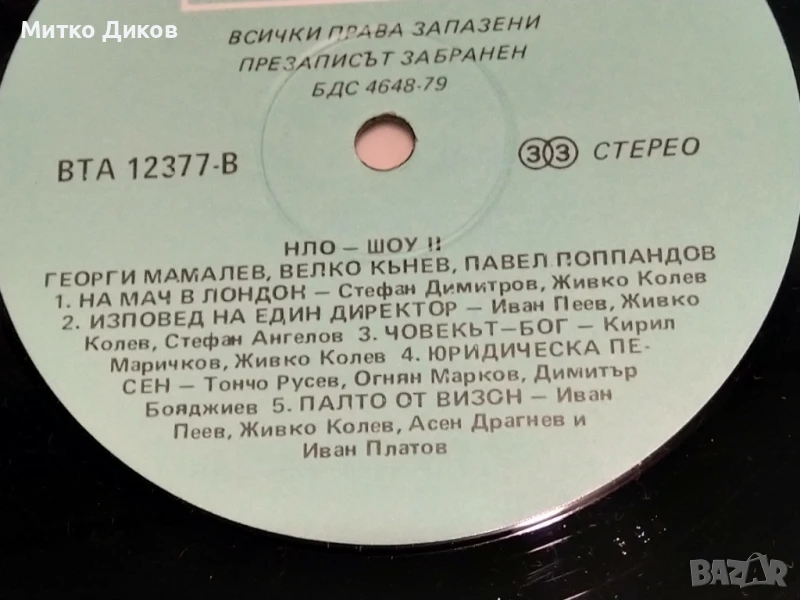 Митко Диков
ВСИЧКИ ПРАВА ЗАПАЗЕНИ
ПРЕЗАПИСЪТ ЗАБРАНЕН
БДС 4648-79
ВТА 12377-В
33 СТЕРЕО
НЛО — ШОУ II
ГЕОРГИ МАМАЛЕВ, ВЕЛКО КЪНЕВ, ПАВЕЛ ПОППАНДОВ
1. НА МАЧ В ЛОНДОН — Стефан Димитров, Живко Колев
2. ИЗПОВЕД НА ЕДИН ДИРЕКТОР — Иван Пеев, Живко
Колев, Стефан Ангелов 3. ЧОВЕКЪТ—БОГ — Кирил
Маричков, Живко Колев 4. ЮРИДИЧЕСКА ПЕ-
СЕН — Тончо Русев, Огнян Марков, Димитър
Бояджиев 5. ПАЛТО ОТ ВИЗОН — Иван
Пеев, Живко Колев, Асен Драгнев и
Иван Платов
BAZAR